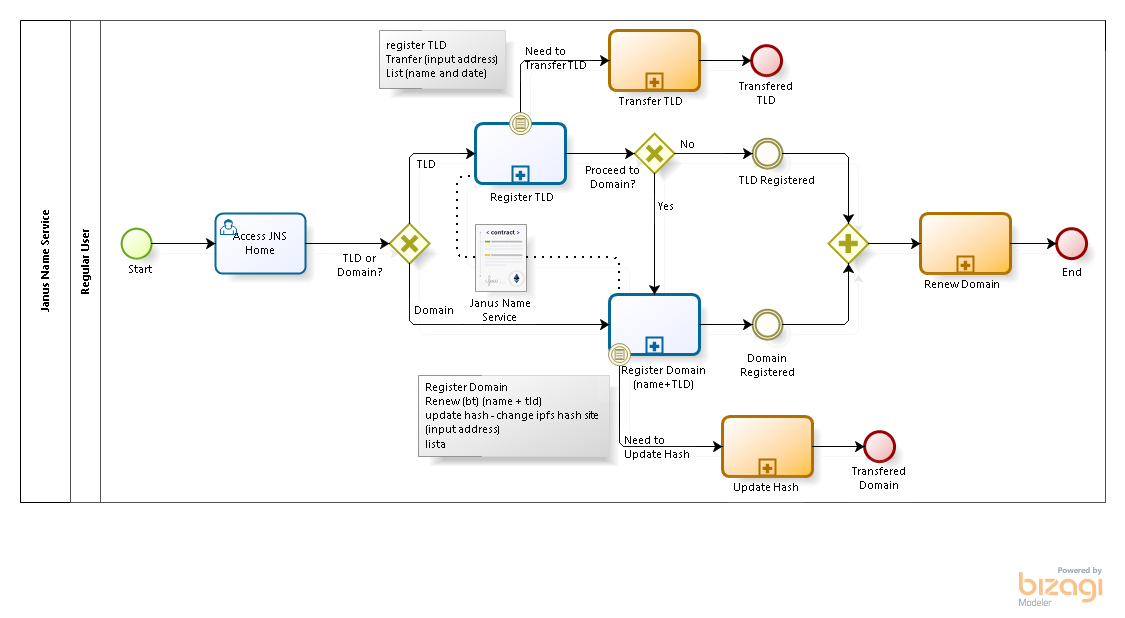 Janus Name Service
Regular User
register TLD
Tranfer (input address)
List (name and date)
Need to
Transfer TLD
Transfer TLD
Transfered
TLD
TLD
Register TLD
Proceed to
Domain?
No
TLD Registered
Yes
Start
Access JNS
Home
TLD or
Domain?
< contract >
Janus Name
Service
Renew Domain
End
Domain
Register Domain
(name+TLD)
Domain
Registered
Register Domain
Renew (bt) (name + tld)
update hash - change ipfs hash site
(input address)
lista
Need to
Update Hash
Update Hash
Transfered
Domain
Powered by
bizagi
Modeler